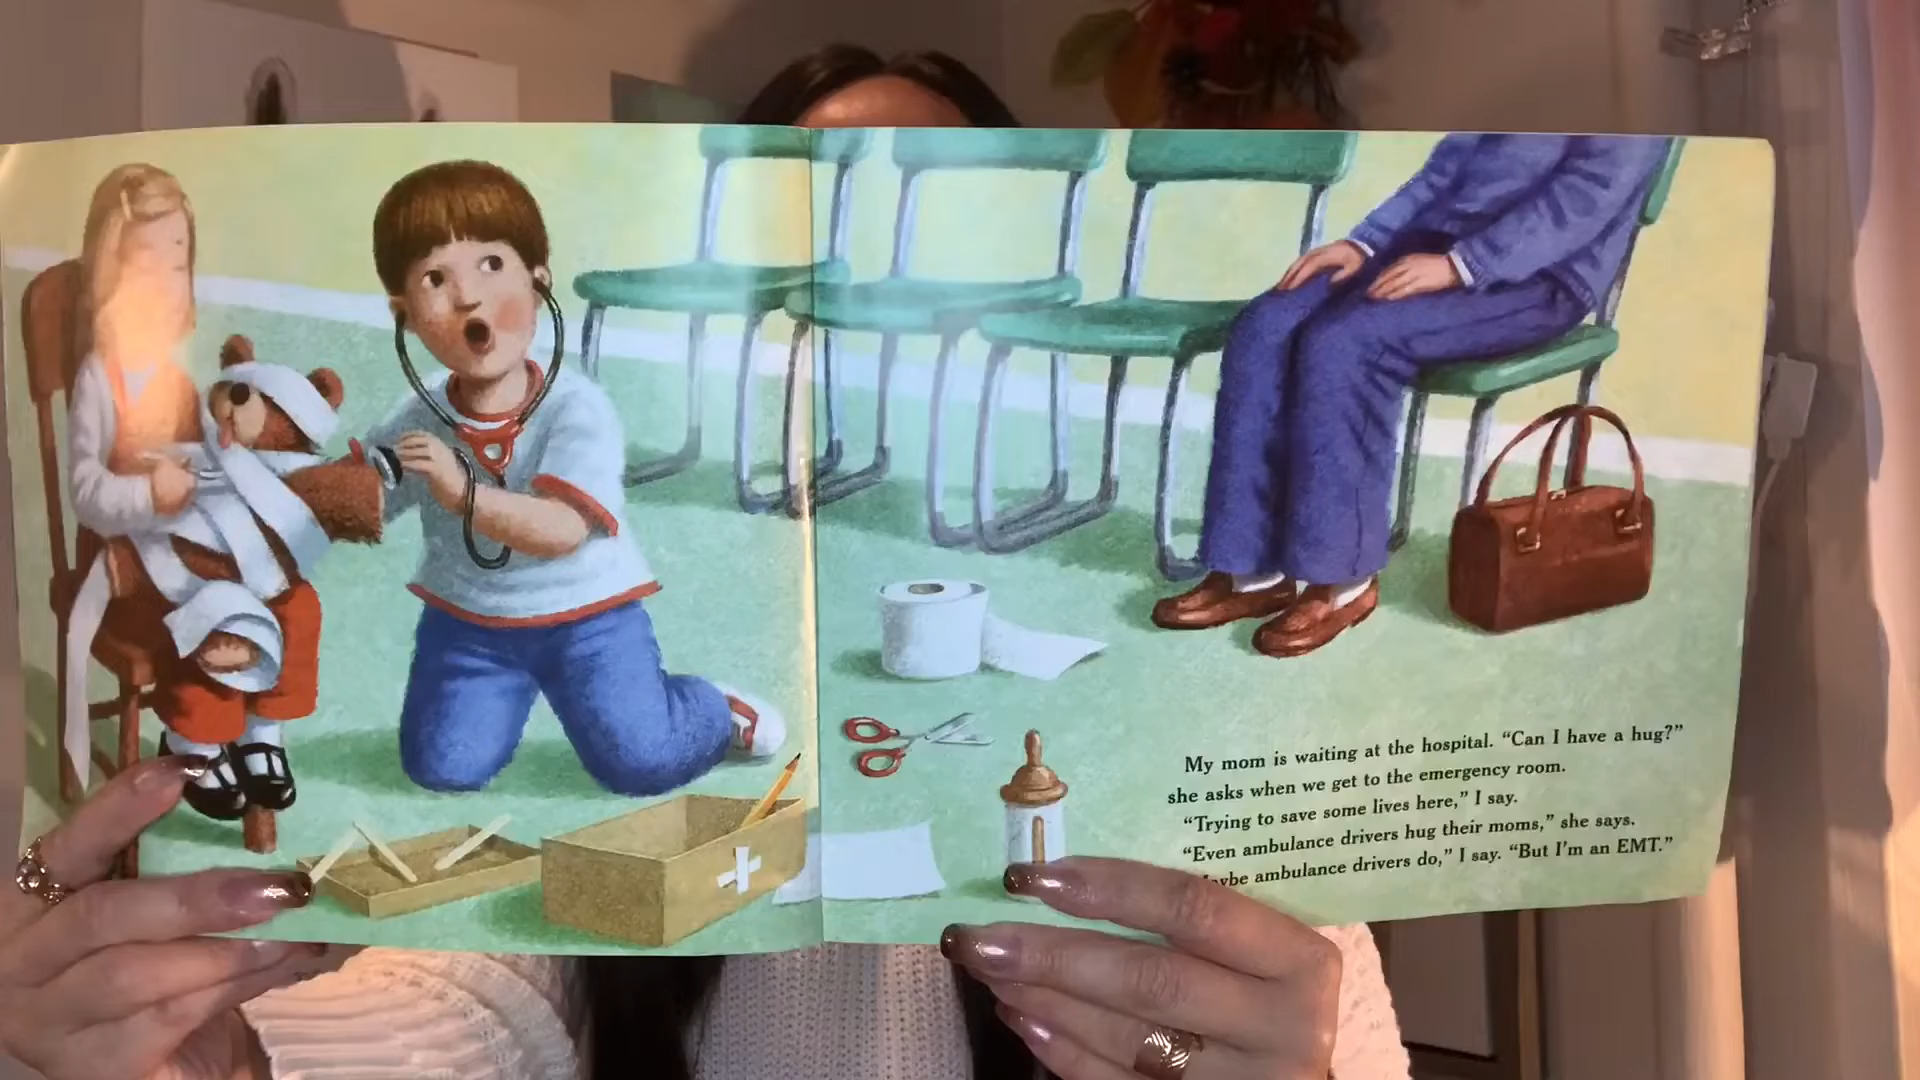 My mom is waiting at the hospital. “Can I have a hug?”
she asks when we get to the emergency room.
“Trying to save some lives here,” I say.
“Even ambulance drivers hug their moms,” she says.
ambulance drivers do,” I say. “But I’m an EMT.”